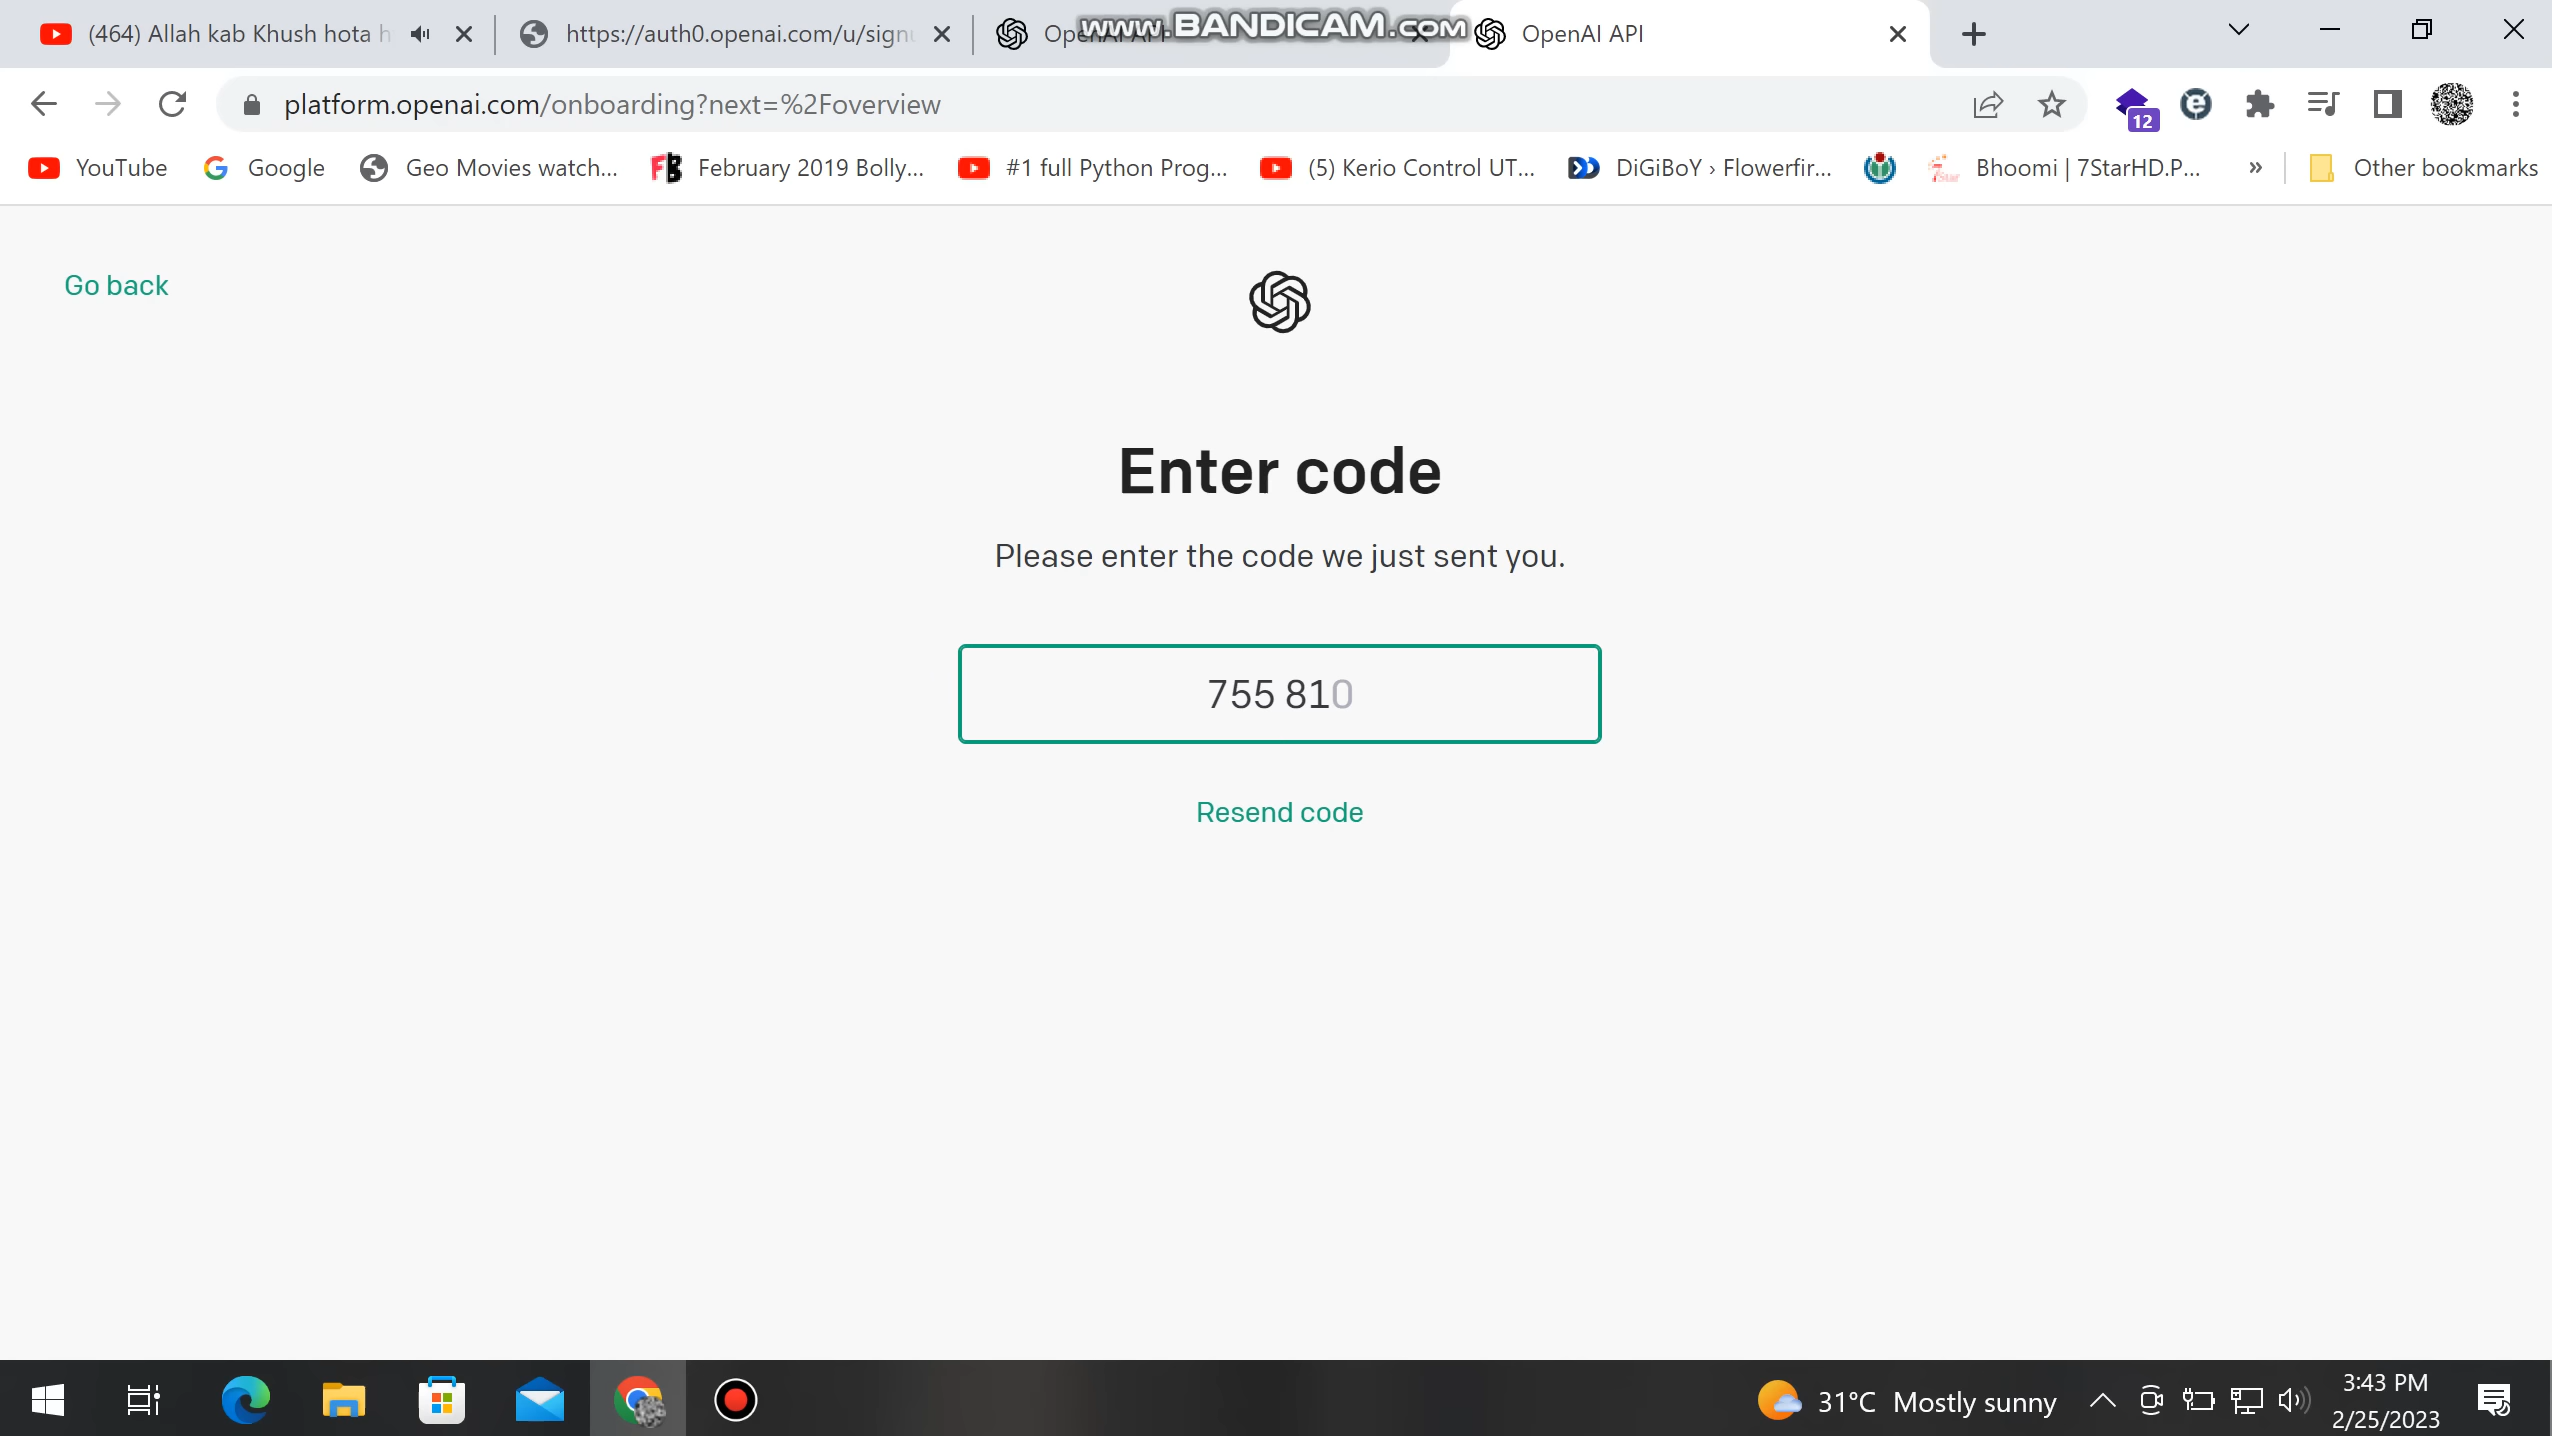 (464) Allah kab Khush hota h
https://auth0.openai.com/u/sign
OpenAI API
www.BANDICAM.com
OpenAI API
platform.openai.com/onboarding?next=%2Foverview
12
YouTube
Google
Geo Movies watch...
February 2019 Bolly...
#1 full Python Prog...
(5) Kerio Control UT...
DiGiBoY › Flowerfir...
Bhoomi | 7StarHD.P...
»
Other bookmarks
Go back
Enter code
Please enter the code we just sent you.
755 810
Resend code
31°C Mostly sunny
3:43 PM
2/25/2023